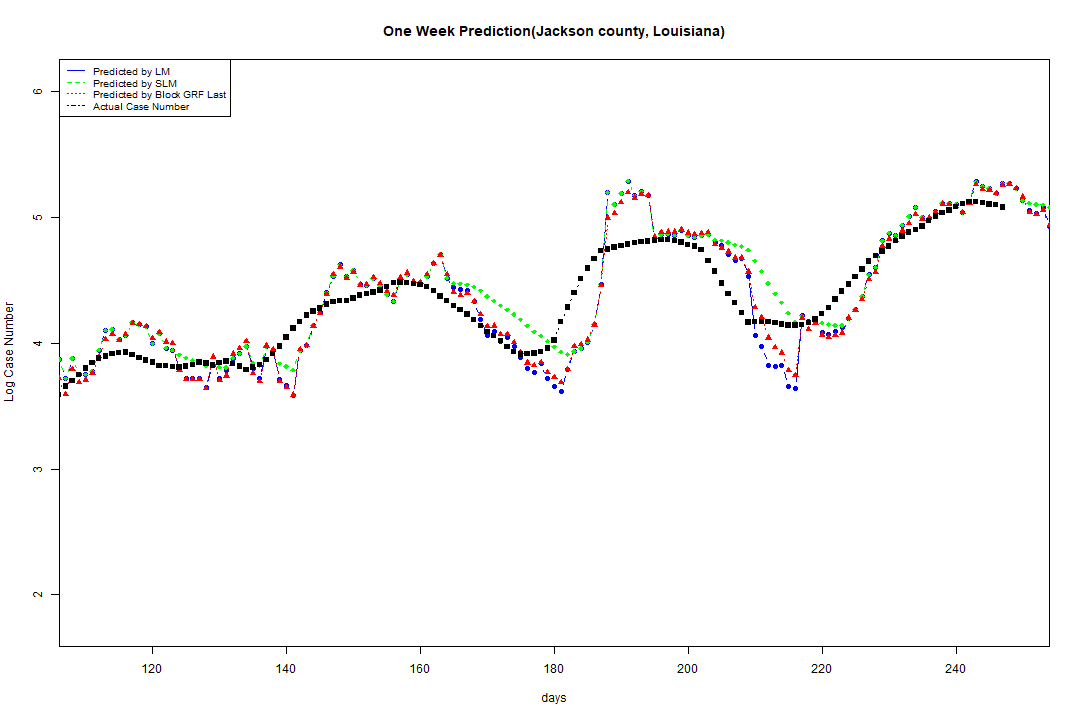 One Week Prediction(Jackson county, Louisiana)
Predicted by LM
Predicted by SLM
Predicted by Block GRF Last
Actual Case Number
6
5
4
3
2
Log Case Number
120 140 160 180 200 220 240
days